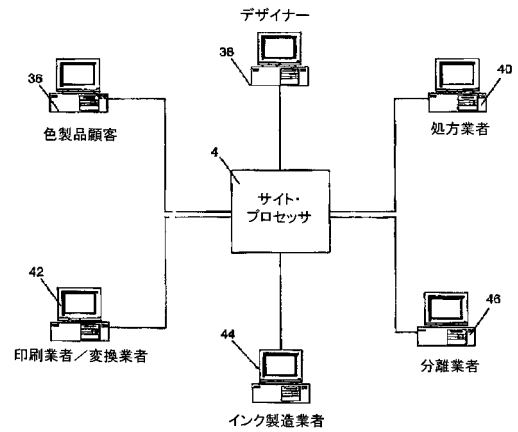 デザイナー
38
36
色製品顧客
40
処方業者
4
サイト・
プロセッサ
42
印刷業者／変換業者
44
インク製造業者
46
分離業者